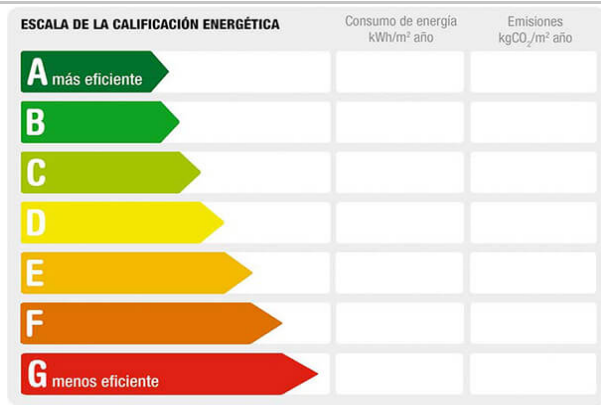 ESCALA DE LA CALIFICACIÓN ENERGÉTICA
Consumo de energía
kWh/m² año
Emisiones
kgCO₂/m² año
A más eficiente
B
C
D
E
F
G menos eficiente